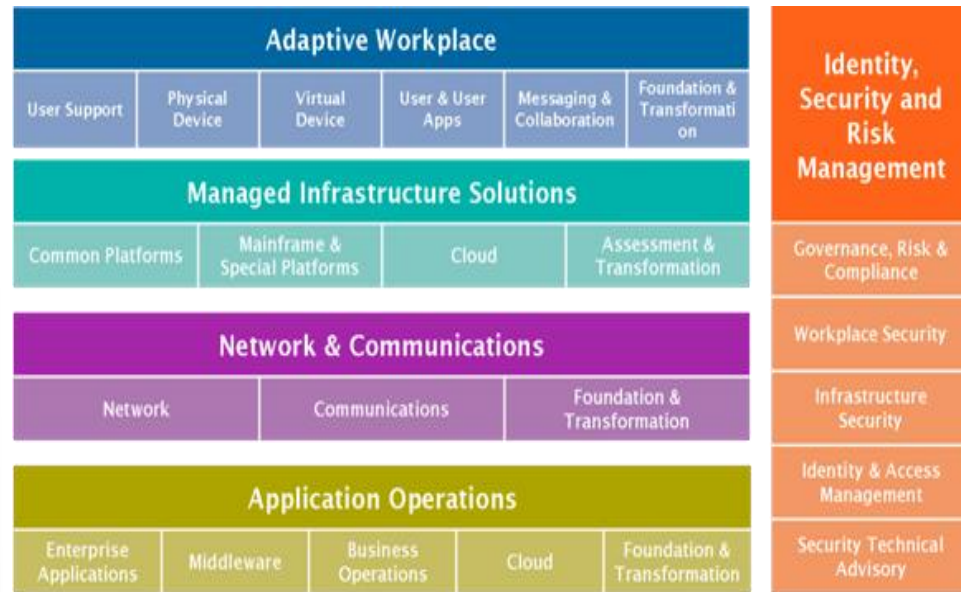 Adaptive Workplace
User Support
Physical
Device
Virtual
Device
User & User
Apps
Messaging &
Collaboration
Foundation &
Transformati
on
Managed Infrastructure Solutions
Common Platforms
Mainframe &
Special Platforms
Cloud
Assessment &
Transformation
Network & Communications
Network
Communications
Foundation &
Transformation
Application Operations
Enterprise
Applications
Middleware
Business
Operations
Cloud
Foundation &
Transformation
Identity,
Security and
Risk
Management
Governance, Risk &
Compliance
Workplace Security
Infrastructure
Security
Identity & Access
Management
Security Technical
Advisory